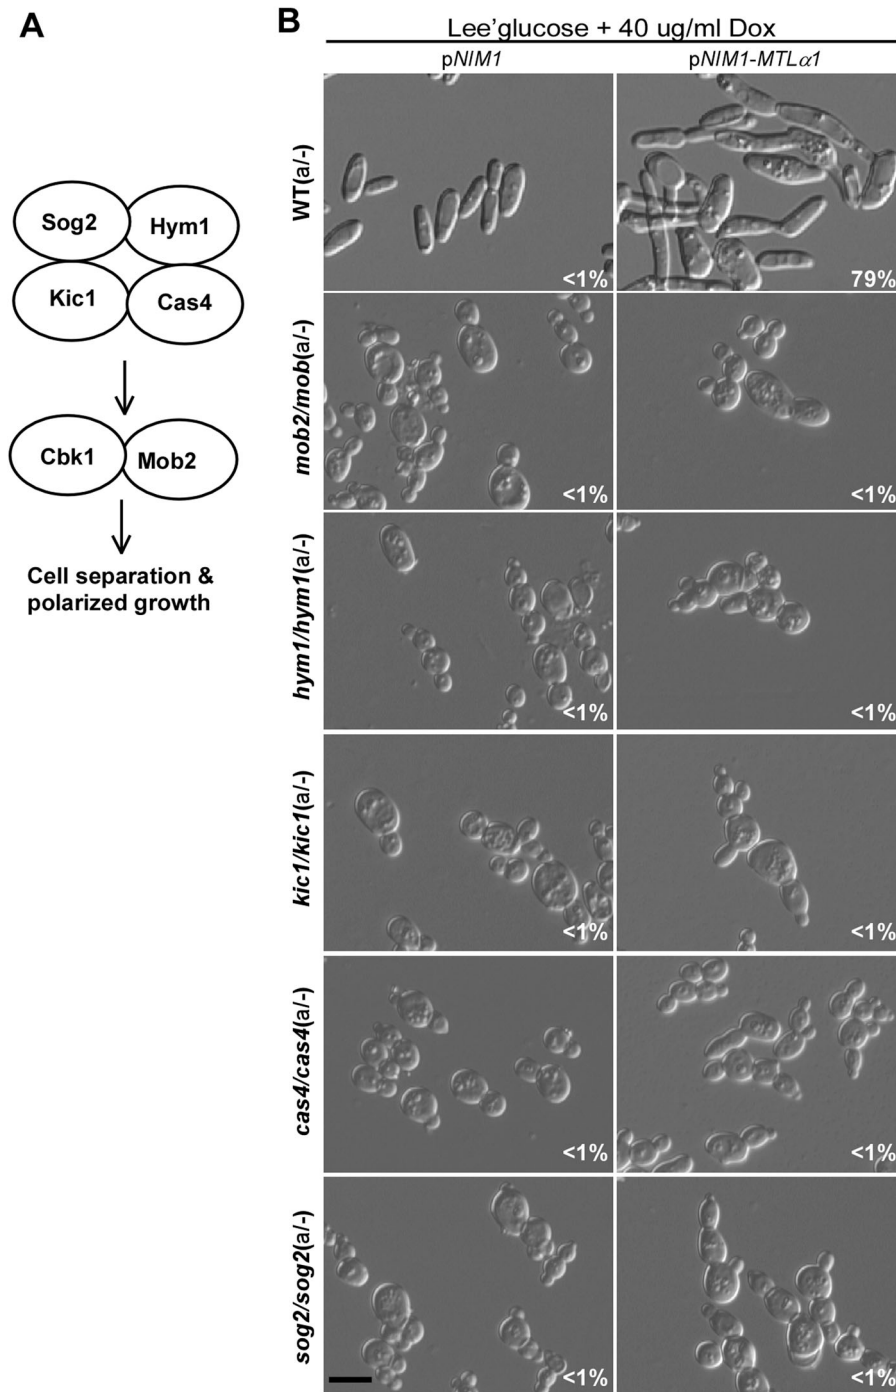 A
Sog2
Hym1
Kic1
Cas4
Cbk1
Mob2
Cell separation &
polarized growth
B
Lee'glucose + 40 ug/ml Dox
pNIM1
pNIM1-MTLα1
WT(a/-)
<1%
79%
mob2/mob(a/-)
<1%
<1%
hym1/hym1(a/-)
<1%
<1%
kic1/kic1(a/-)
<1%
<1%
cas4/cas4(a/-)
<1%
<1%
sog2/sog2(a/-)
<1%
<1%